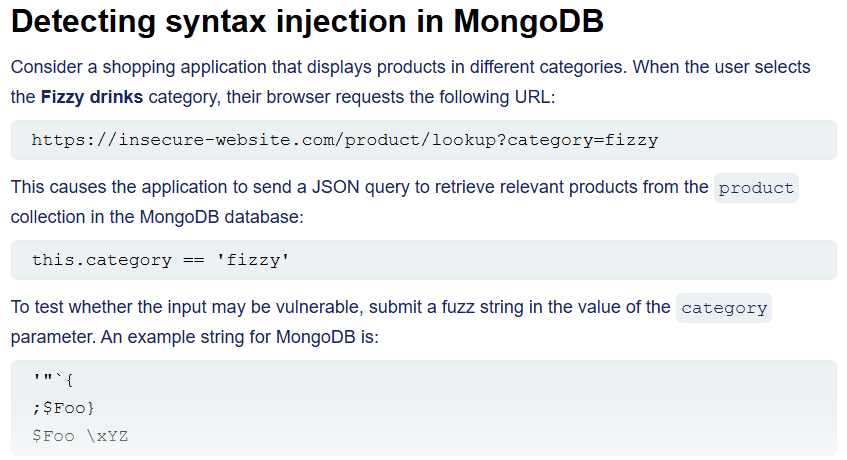 Detecting syntax injection in MongoDB
Consider a shopping application that displays products in different categories. When the user selects
the Fizzy drinks category, their browser requests the following URL:
https://insecure-website.com/product/lookup?category=fizzy
This causes the application to send a JSON query to retrieve relevant products from the product
collection in the MongoDB database:
this.category == 'fizzy'
To test whether the input may be vulnerable, submit a fuzz string in the value of the category
parameter. An example string for MongoDB is:
'"`{
;$Foo}
$Foo \xYZ